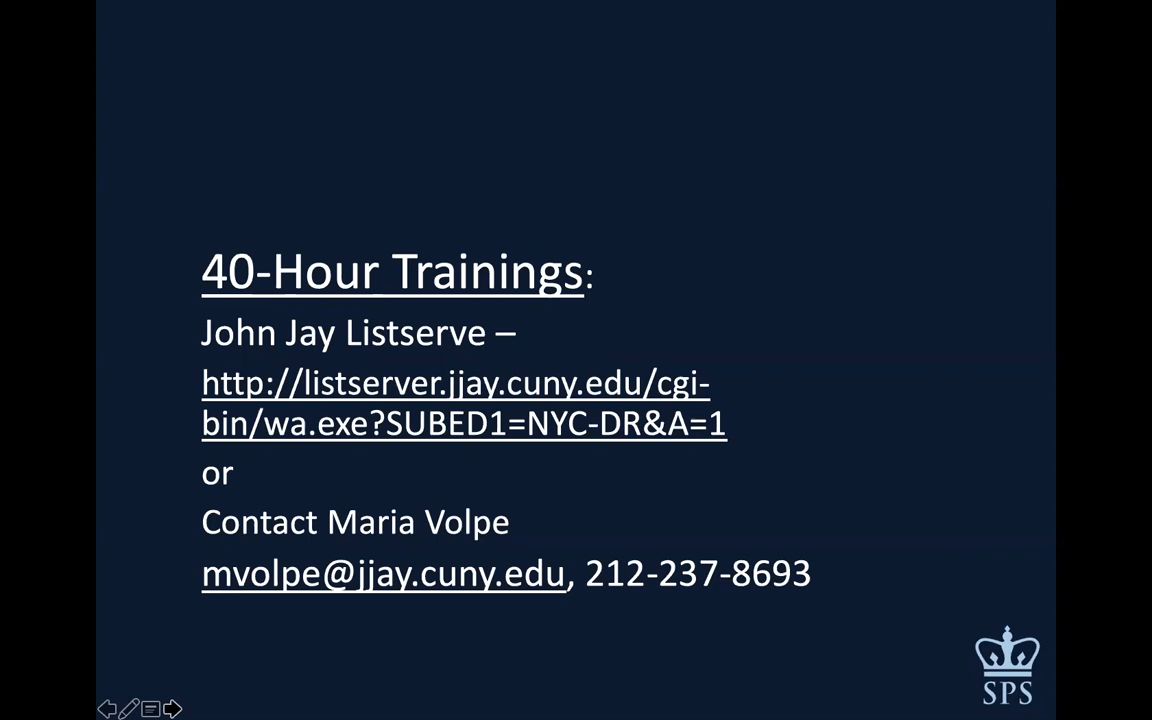 40-Hour Trainings:
John Jay Listserve –
http://listserver.jjay.cuny.edu/cgi-
bin/wa.exe?SUBED1=NYC-DR&A=1
or
Contact Maria Volpe
mvolpe@jjay.cuny.edu, 212-237-8693
SPS